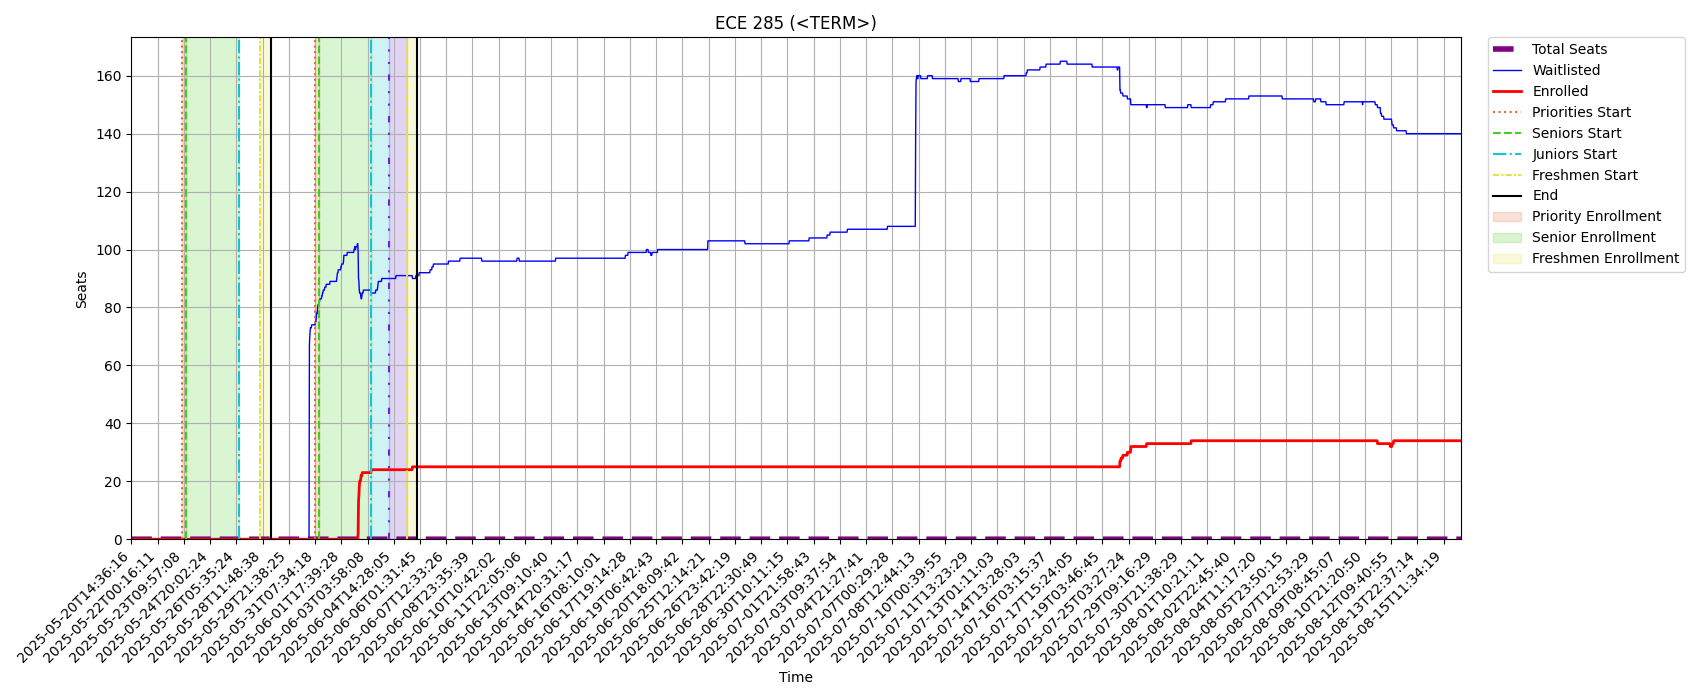 ECE 285 (<TERM>)
Total Seats
Waitlisted
Enrolled
Priorities Start
Seniors Start
Juniors Start
Freshmen Start
End
Priority Enrollment
Senior Enrollment
Freshmen Enrollment
Seats
160
140
120
100
80
60
40
20
0
2025-05-20T14:36:16
2025-05-22T00:16:11
2025-05-23T09:57:08
2025-05-24T20:02:24
2025-05-26T05:35:24
2025-05-28T11:48:38
2025-05-29T21:38:25
2025-05-31T07:34:18
2025-06-01T17:39:28
2025-06-03T03:58:08
2025-06-04T14:28:05
2025-06-06T01:31:45
2025-06-07T12:33:26
2025-06-08T23:35:39
2025-06-10T10:42:02
2025-06-11T22:05:06
2025-06-13T09:10:40
2025-06-14T20:31:17
2025-06-16T08:10:01
2025-06-17T19:14:28
2025-06-19T06:42:43
2025-06-20T18:09:42
2025-06-25T12:14:21
2025-06-26T23:42:19
2025-06-28T22:30:49
2025-06-30T10:11:15
2025-07-01T21:58:43
2025-07-03T09:37:54
2025-07-04T21:27:41
2025-07-07T00:29:28
2025-07-08T12:44:13
2025-07-10T00:39:55
2025-07-11T13:23:29
2025-07-13T01:11:03
2025-07-14T13:28:03
2025-07-16T03:15:37
2025-07-17T15:24:05
2025-07-19T03:46:45
2025-07-25T03:27:24
2025-07-29T09:16:29
2025-07-30T21:38:29
2025-08-01T10:21:11
2025-08-02T22:45:40
2025-08-04T11:17:20
2025-08-05T23:50:15
2025-08-07T12:53:29
2025-08-09T08:45:07
2025-08-10T21:20:50
2025-08-12T09:40:55
2025-08-13T22:37:14
2025-08-15T11:34:19
Time